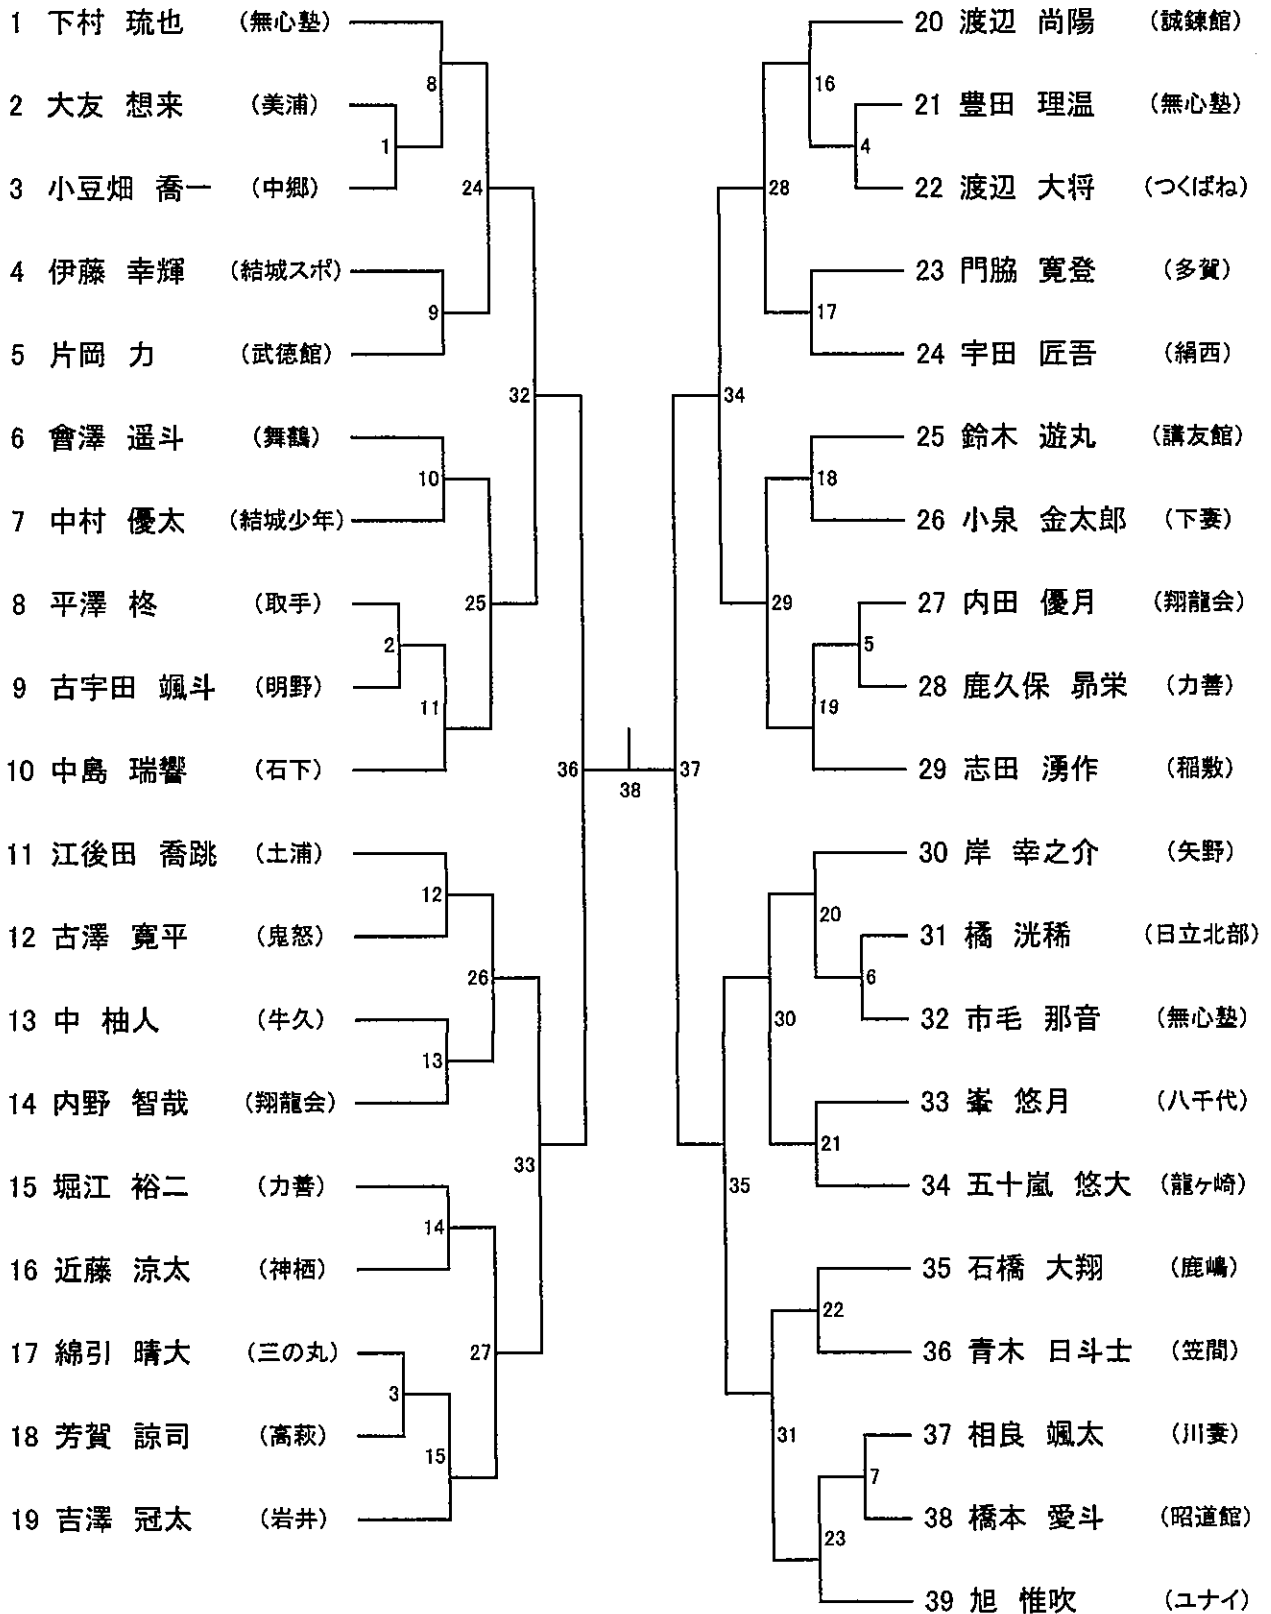 1 下村 琉也 (無心塾)
2 大友 想来 (美浦)
3 小豆畑 喬一 (中郷)
4 伊藤 幸輝 (結城スポ)
5 片岡 力 (武徳館)
6 會澤 遥斗 (舞鶴)
7 中村 優太 (結城少年)
8 平澤 柊 (取手)
9 古宇田 颯斗 (明野)
10 中島 瑞響 (石下)
11 江後田 喬跳 (土浦)
12 古澤 寛平 (鬼怒)
13 中 柚人 (牛久)
14 内野 智哉 (翔龍会)
15 堀江 裕二 (力善)
16 近藤 涼太 (神栖)
17 綿引 晴大 (三の丸)
18 芳賀 諒司 (高萩)
19 吉澤 冠太 (岩井)
8
1
24
9
32
10
25
2
11
36
12
26
13
33
14
27
3
15
38
37
16
4
28
17
34
18
29
5
19
20
6
30
21
35
22
31
7
23
20 渡辺 尚陽 (誠錬館)
21 豊田 理温 (無心塾)
22 渡辺 大将 (つくばね)
23 門脇 寛登 (多賀)
24 宇田 匠吾 (絹西)
25 鈴木 遊丸 (講友館)
26 小泉 金太郎 (下妻)
27 内田 優月 (翔龍会)
28 鹿久保 昴栄 (力善)
29 志田 湧作 (稲敷)
30 岸 幸之介 (矢野)
31 橘 洸稀 (日立北部)
32 市毛 那音 (無心塾)
33 峯 悠月 (八千代)
34 五十嵐 悠大 (龍ヶ崎)
35 石橋 大翔 (鹿嶋)
36 青木 日斗士 (笠間)
37 相良 颯太 (川妻)
38 橋本 愛斗 (昭道館)
39 旭 惟吹 (ユナイ)